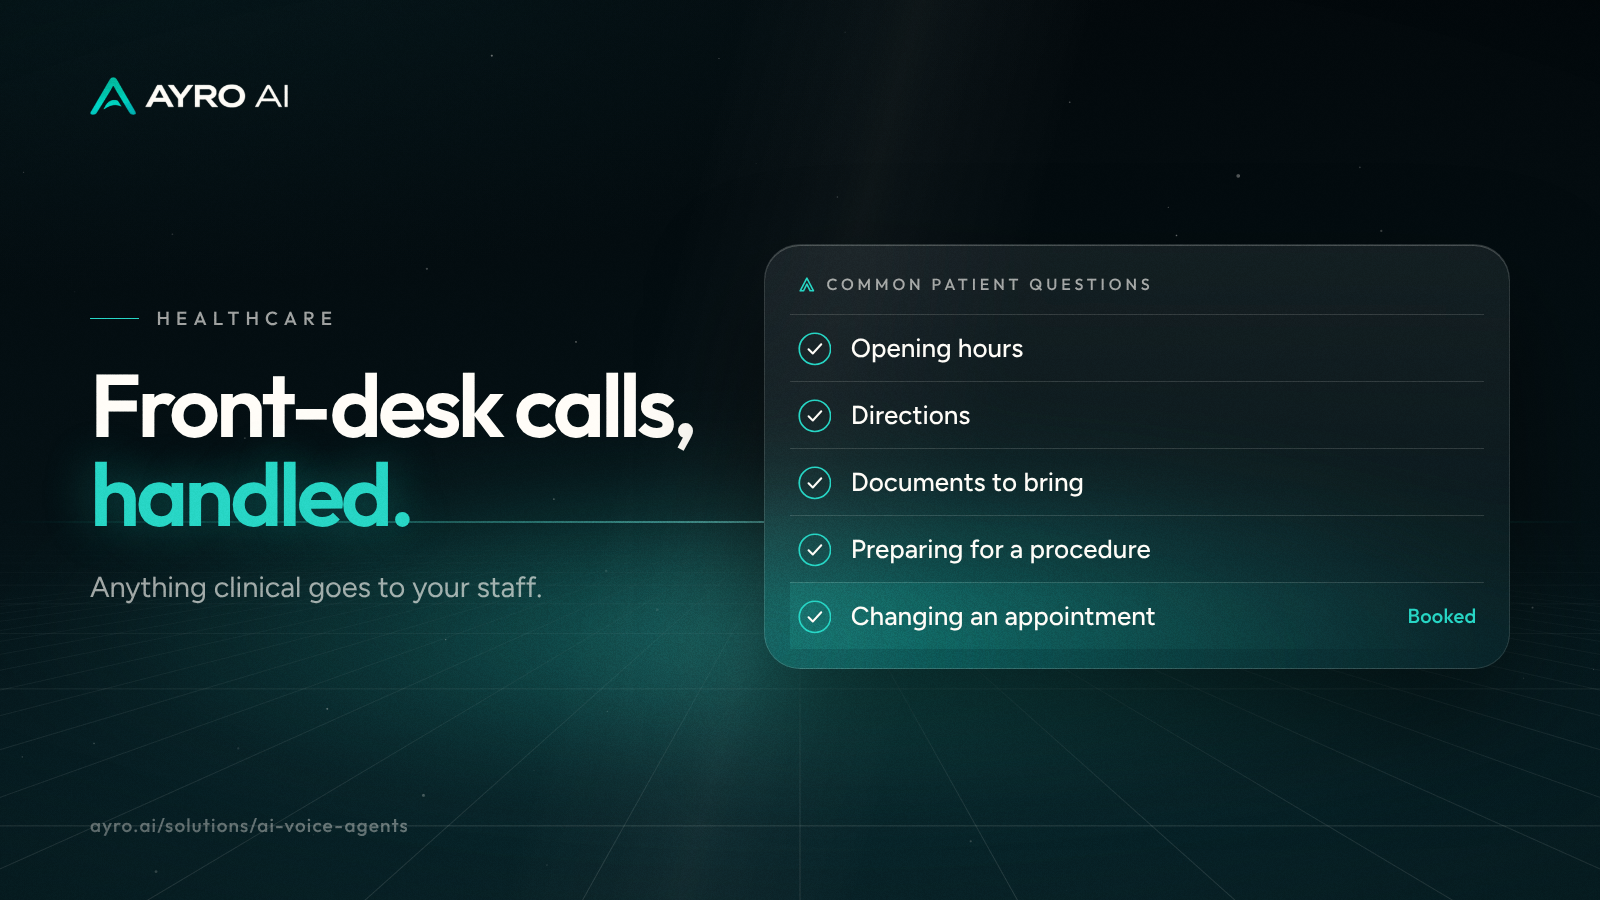 AYRO AI
HEALTHCARE
Front-desk calls,
handled.
Anything clinical goes to your staff.
ayro.ai/solutions/ai-voice-agents
COMMON PATIENT QUESTIONS
Opening hours
Directions
Documents to bring
Preparing for a procedure
Changing an appointment Booked